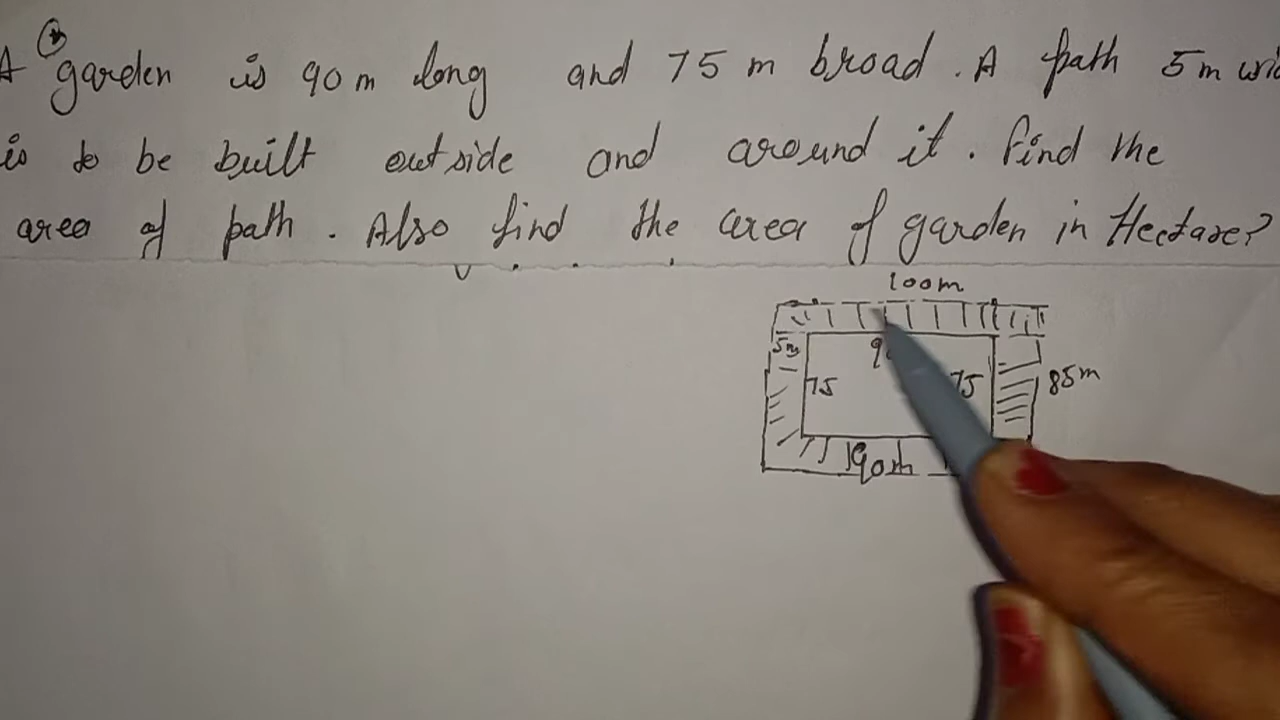 A garden is 90 m long and 75 m broad. A path 5 m
is to be built outside and around it. Find the
area of path. Also find the area of garden in Hectare?
100m
5m
75 75 85m
90m